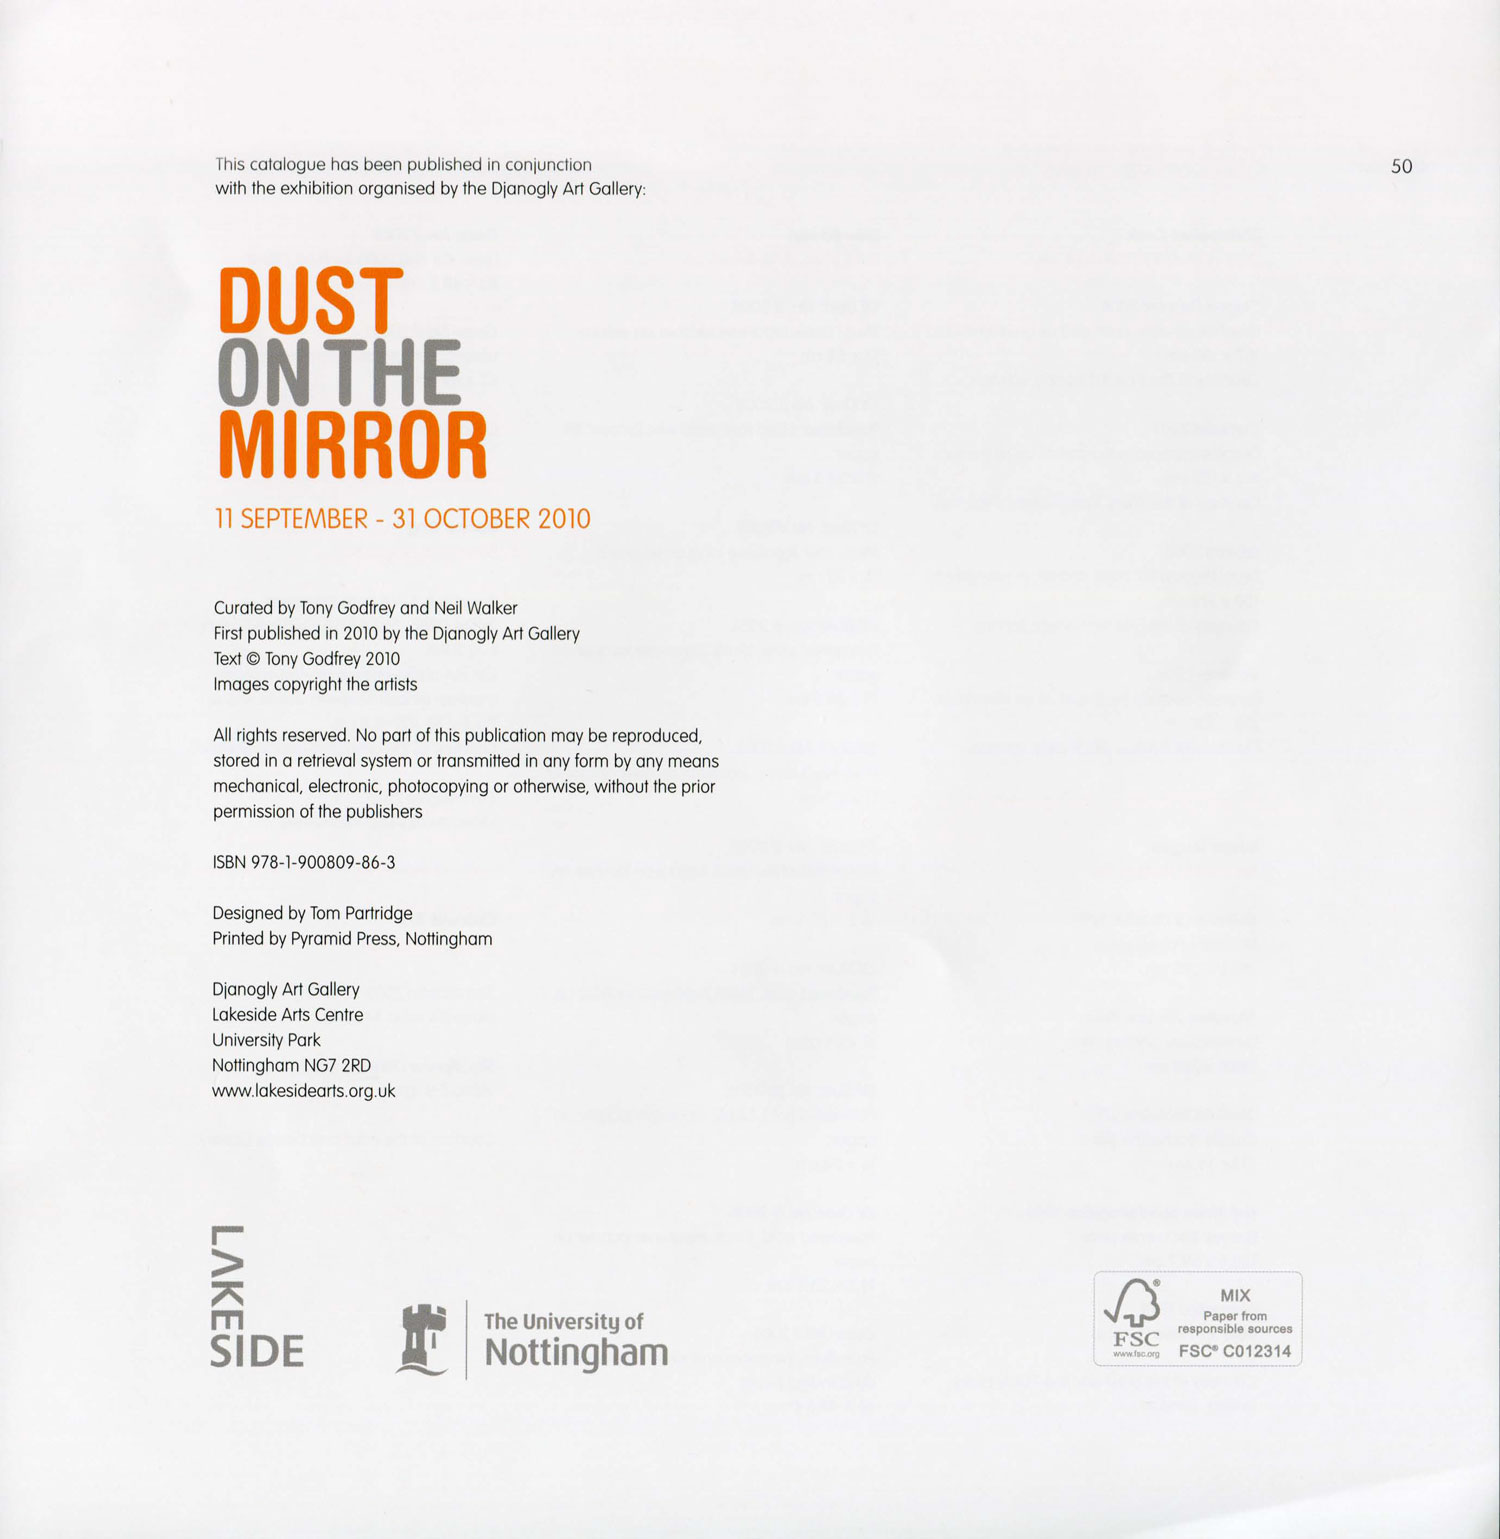 This catalogue has been published in conjunction
with the exhibition organised by the Djanogly Art Gallery:
50
DUST
ON THE
MIRROR
11 SEPTEMBER - 31 OCTOBER 2010
Curated by Tony Godfrey and Neil Walker
First published in 2010 by the Djanogly Art Gallery
Text © Tony Godfrey 2010
Images copyright the artists
All rights reserved. No part of this publication may be reproduced,
stored in a retrieval system or transmitted in any form by any means
mechanical, electronic, photocopying or otherwise, without the prior
permission of the publishers
ISBN 978-1-900809-86-3
Designed by Tom Partridge
Printed by Pyramid Press, Nottingham
Djanogly Art Gallery
Lakeside Arts Centre
University Park
Nottingham NG7 2RD
www.lakesidearts.org.uk
LAKE
SIDE
The University of
Nottingham
®
FSC
www.fsc.org
MIX
Paper from
responsible sources
FSC® C012314